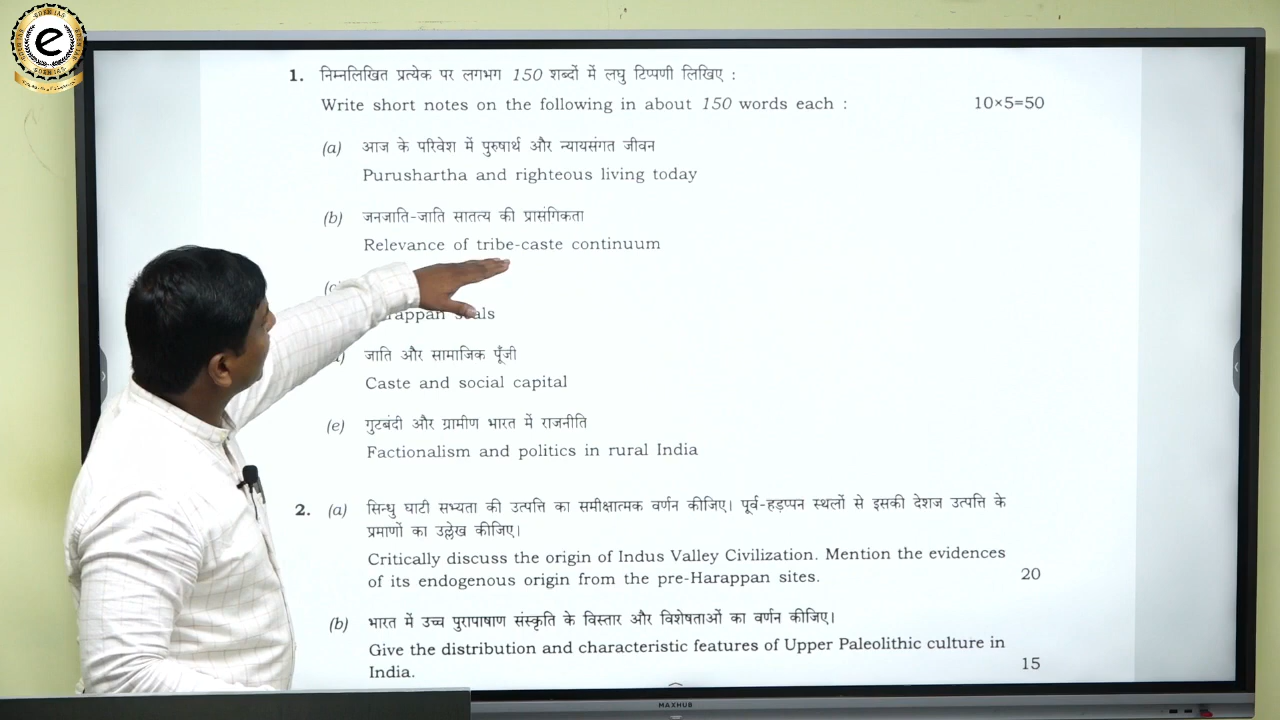 e
EDEN IAS
1. निम्नलिखित प्रत्येक पर लगभग 150 शब्दों में लघु टिप्पणी लिखिए :
Write short notes on the following in about 150 words each : 10×5=50
(a) आज के परिवेश में पुरुषार्थ और न्यायसंगत जीवन
Purushartha and righteous living today
(b) जनजाति-जाति सातत्य की प्रासंगिकता
Relevance of tribe-caste continuum
जाति और सामाजिक पूँजी
Caste and social capital
(e) गुटबंदी और ग्रामीण भारत में राजनीति
Factionalism and politics in rural India
2. (a) सिन्धु घाटी सभ्यता की उत्पत्ति का समीक्षात्मक वर्णन कीजिए। पूर्व-हड़प्पन स्थलों से इसकी देशज उत्पत्ति के
प्रमाणों का उल्लेख कीजिए।
Critically discuss the origin of Indus Valley Civilization. Mention the evidences
of its endogenous origin from the pre-Harappan sites. 20
(b) भारत में उच्च पुरापाषाण संस्कृति के विस्तार और विशेषताओं का वर्णन कीजिए।
Give the distribution and characteristic features of Upper Paleolithic culture in
India. 15
MAXHUB